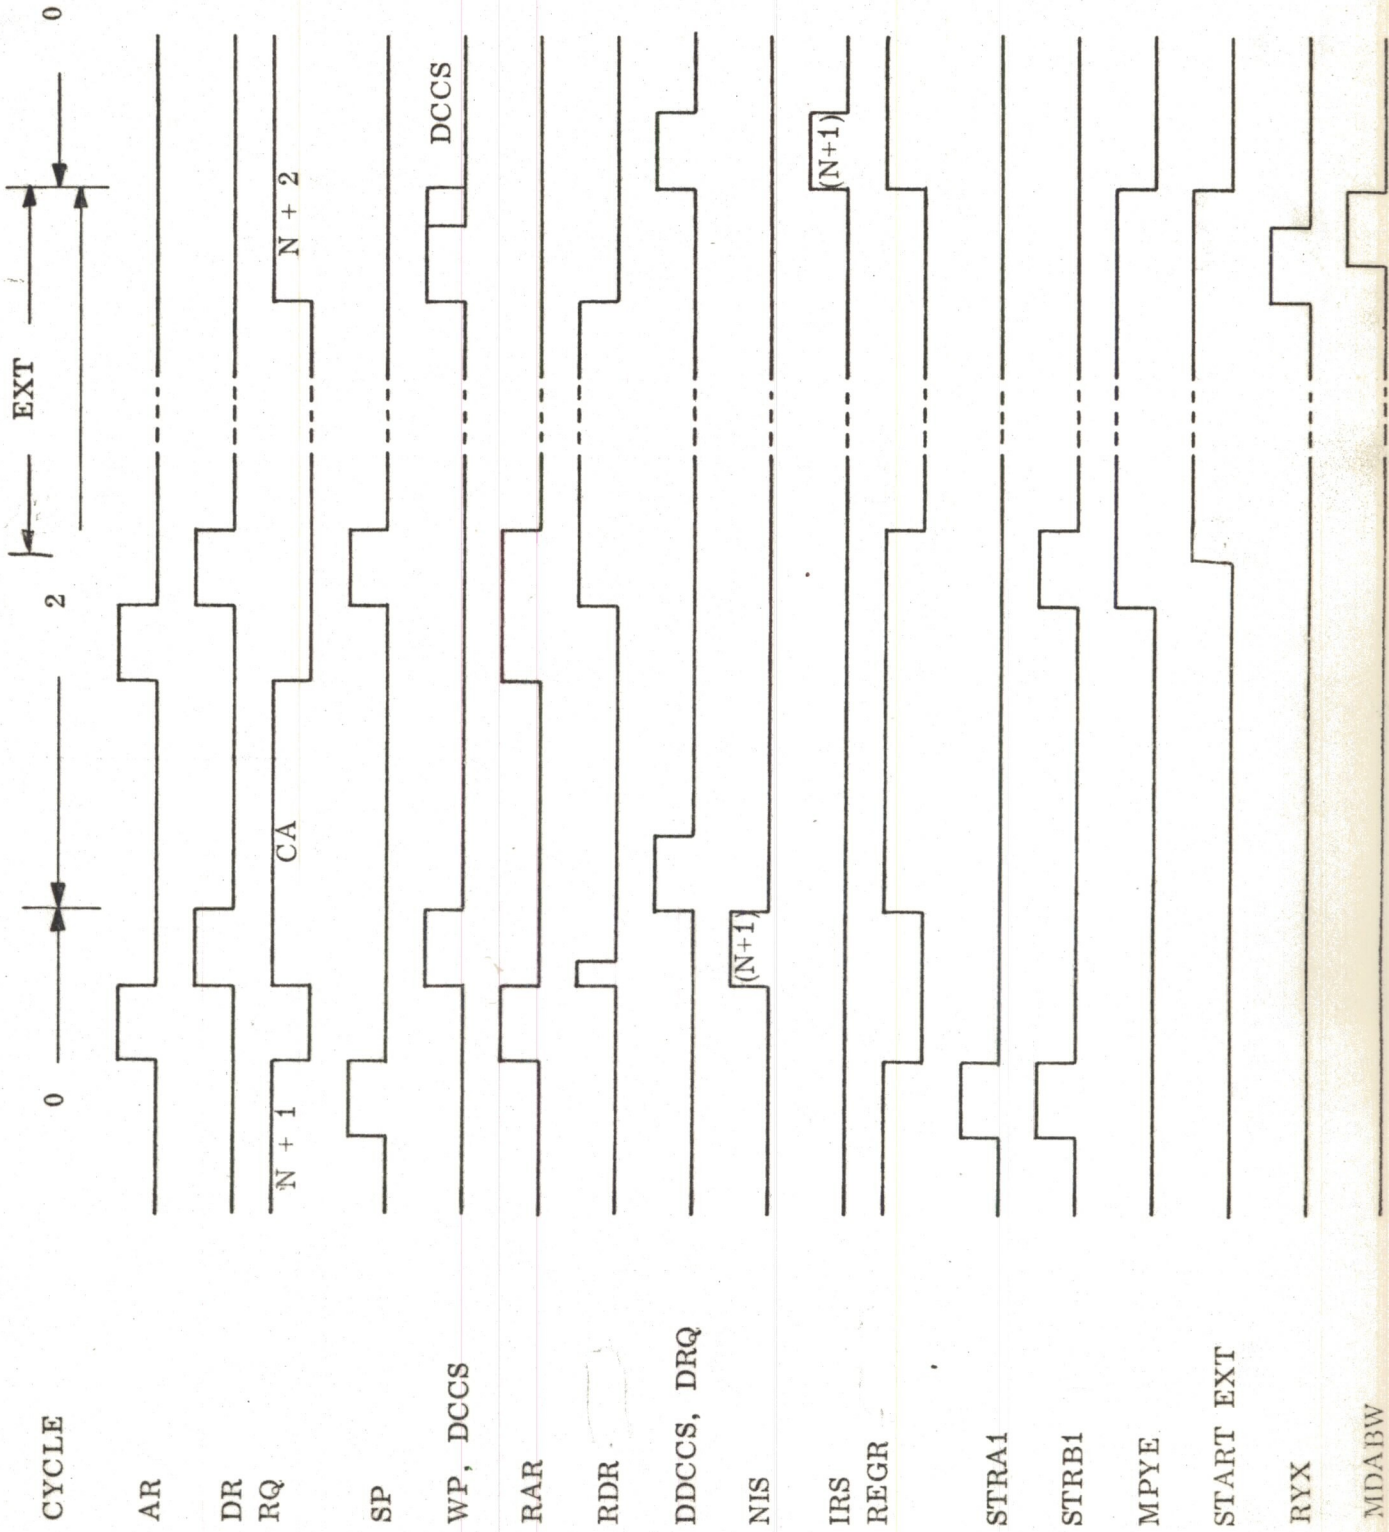 CYCLE 0 2 EXT 0
AR
DR
RQ N + 1 CA N + 2
SP
WP, DCCS DCCS
RAR
RDR
DDCCS, DRQ
NIS (N+1)
IRS (N+1)
REGR
STRA1
STRB1
MPYE
START EXT
RYX
MDABW